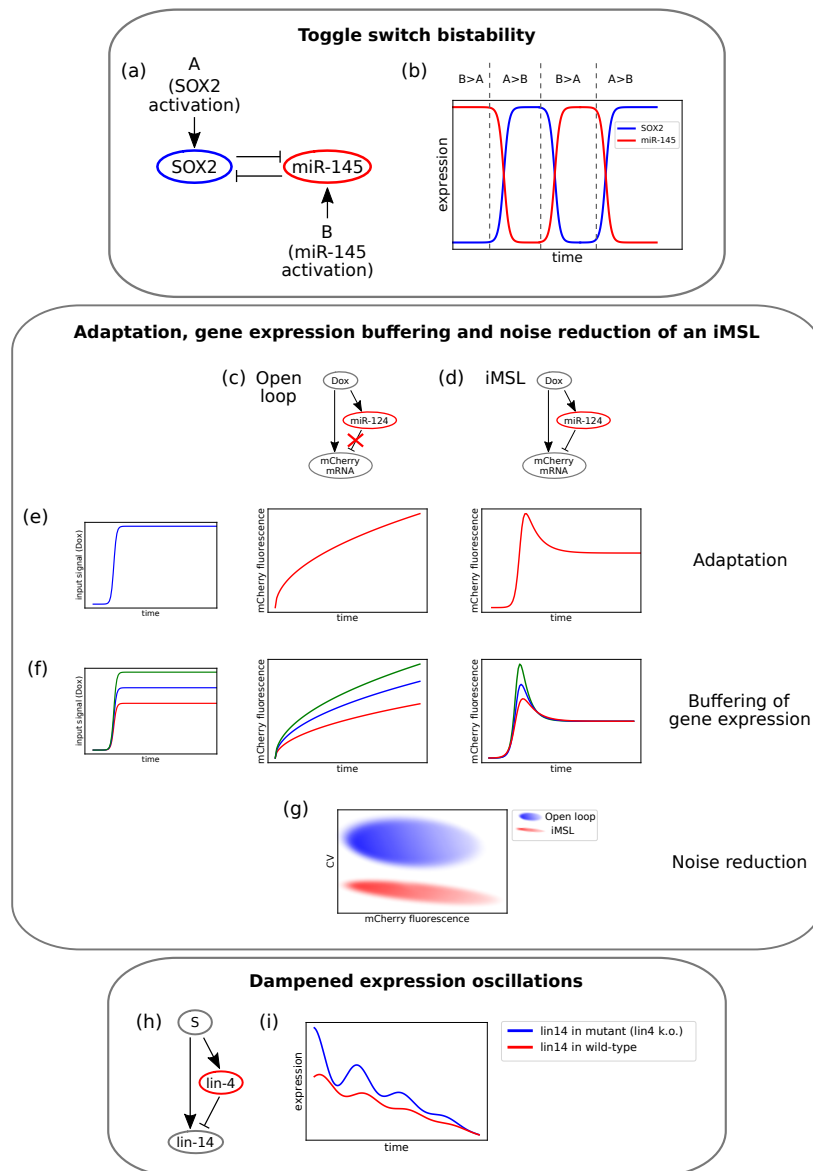 Toggle switch bistability
(a)
A
(SOX2
activation)
SOX2
miR-145
B
(miR-145
activation)
(b)
B>A
A>B
B>A
A>B
SOX2
miR-145
expression
time
Adaptation, gene expression buffering and noise reduction of an iMSL
(c)
Open
loop
Dox
miR-124
mCherry
mRNA
(d)
iMSL
Dox
miR-124
mCherry
mRNA
(e)
input signal (Dox)
time
mCherry fluorescence
time
mCherry fluorescence
time
Adaptation
(f)
input signal (Dox)
time
mCherry fluorescence
time
mCherry fluorescence
time
Buffering of
gene expression
(g)
CV
mCherry fluorescence
Open loop
iMSL
Noise reduction
Dampened expression oscillations
(h)
S
lin-4
lin-14
(i)
expression
time
lin14 in mutant (lin4 k.o.)
lin14 in wild-type